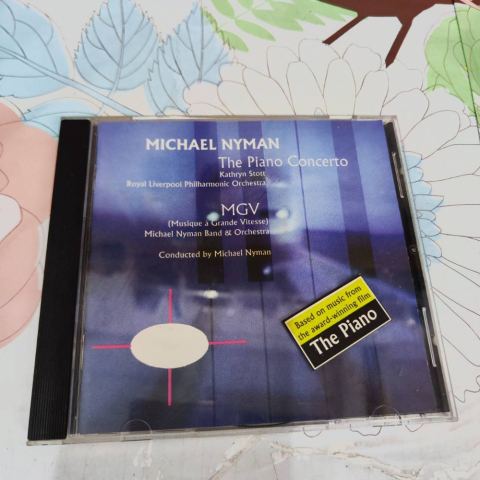 MICHAEL NYMAN
The Piano Concerto
Kathryn Stott
Royal Liverpool Philharmonic Orchestra
MGV
(Musique à Grande Vitesse)
Michael Nyman Band & Orchestra
Conducted by Michael Nyman
Based on music from
the award-winning film
The Piano